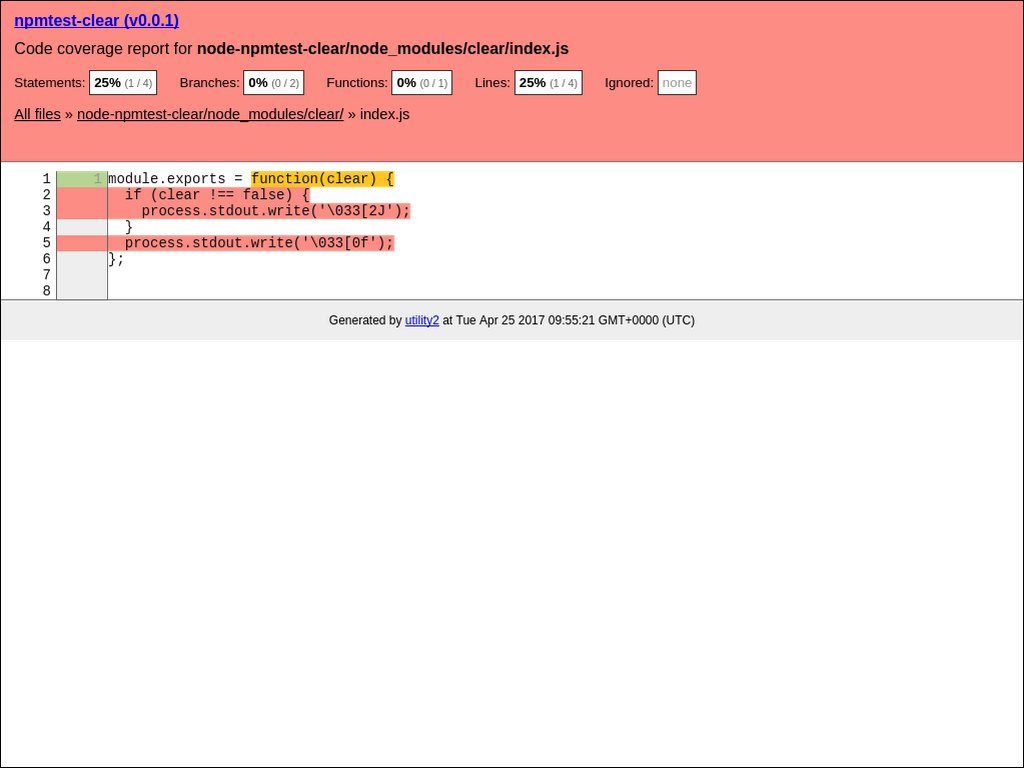 npmtest-clear (v0.0.1)
Code coverage report for node-npmtest-clear/node_modules/clear/index.js
Statements: 25% (1 / 4) Branches: 0% (0 / 2) Functions: 0% (0 / 1) Lines: 25% (1 / 4) Ignored: none
All files » node-npmtest-clear/node_modules/clear/ » index.js
1 1 module.exports = function(clear) {
2   if (clear !== false) {
3     process.stdout.write('\033[2J');
4   }
5   process.stdout.write('\033[0f');
6 };
7
8
Generated by utility2 at Tue Apr 25 2017 09:55:21 GMT+0000 (UTC)